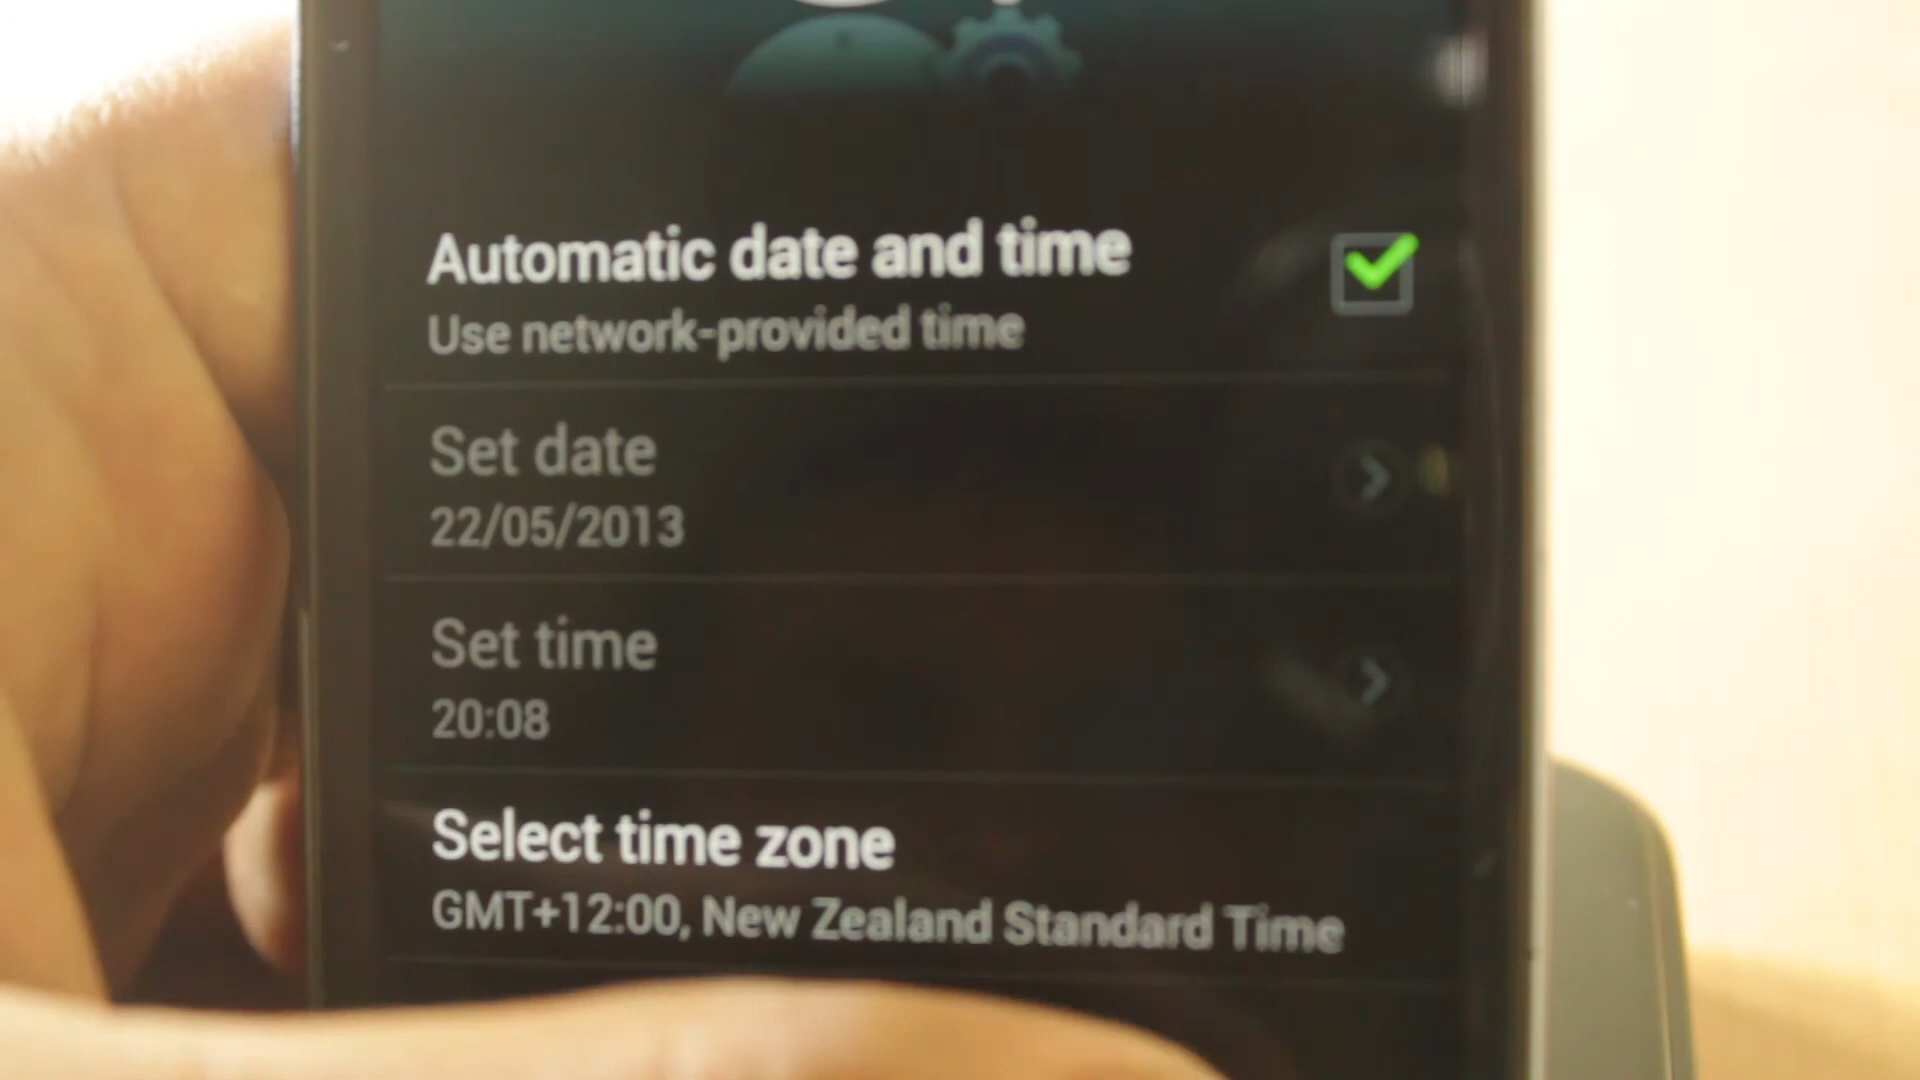 Automatic date and time
Use network-provided time
Set date
22/05/2013
Set time
20:08
Select time zone
GMT+12:00, New Zealand Standard Time